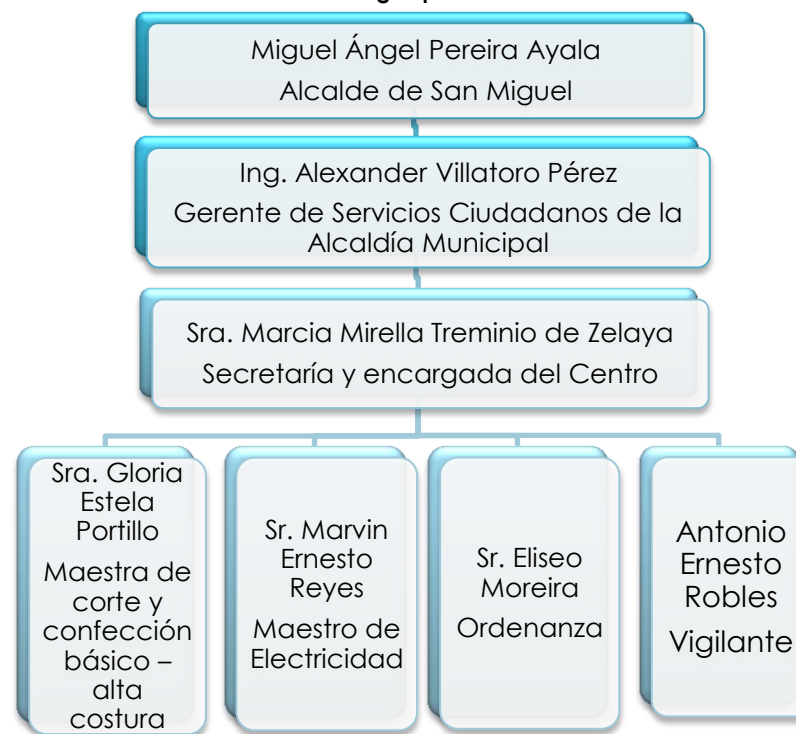 Miguel Ángel Pereira Ayala
Alcalde de San Miguel
Ing. Alexander Villatoro Pérez
Gerente de Servicios Ciudadanos de la
Alcaldía Municipal
Sra. Marcia Mirella Treminio de Zelaya
Secretaría y encargada del Centro
Sra. Gloria
Estela
Portillo
Maestra de
corte y
confección
básico –
alta
costura
Sr. Marvin
Ernesto
Reyes
Maestro de
Electricidad
Sr. Eliseo
Moreira
Ordenanza
Antonio
Ernesto
Robles
Vigilante